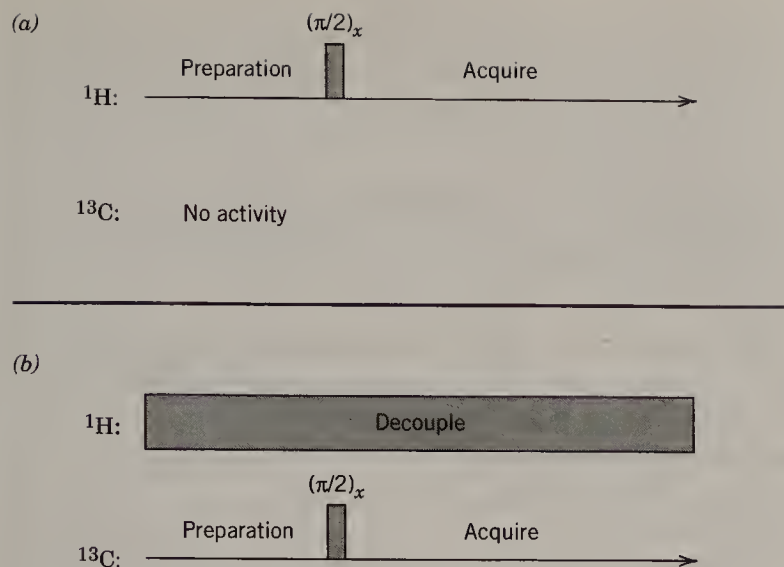 (a)
(π/2)ₓ
Preparation Acquire
¹H:
¹³C: No activity
(b)
¹H: Decouple
(π/2)ₓ
Preparation Acquire
¹³C: